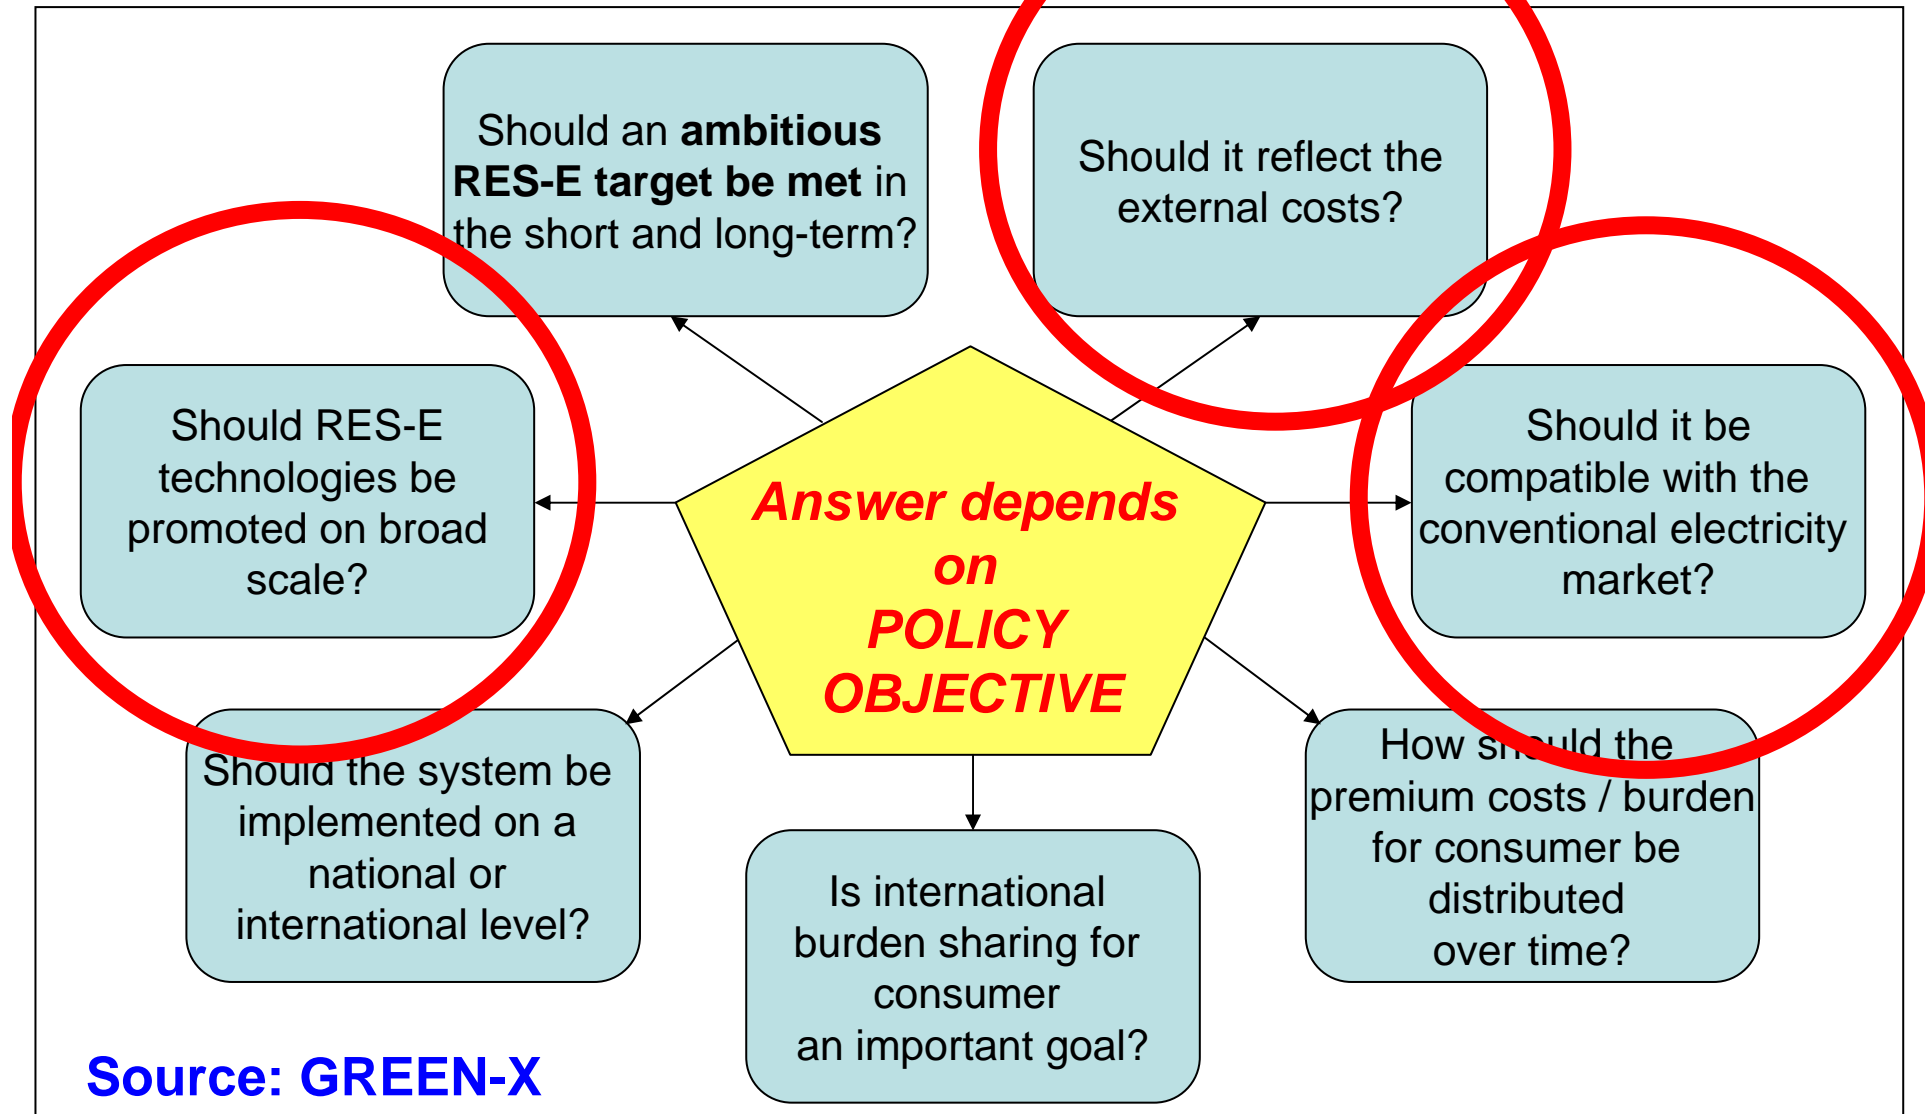 Should an ambitious
RES-E target be met in
the short and long-term?
Should it reflect the
external costs?
Should RES-E
technologies be
promoted on broad
scale?
Answer depends
on
POLICY
OBJECTIVE
Should it be
compatible with the
conventional electricity
market?
Should the system be
implemented on a
national or
international level?
Is international
burden sharing for
consumer
an important goal?
How should the
premium costs / burden
for consumer be
distributed
over time?
Source: GREEN-X